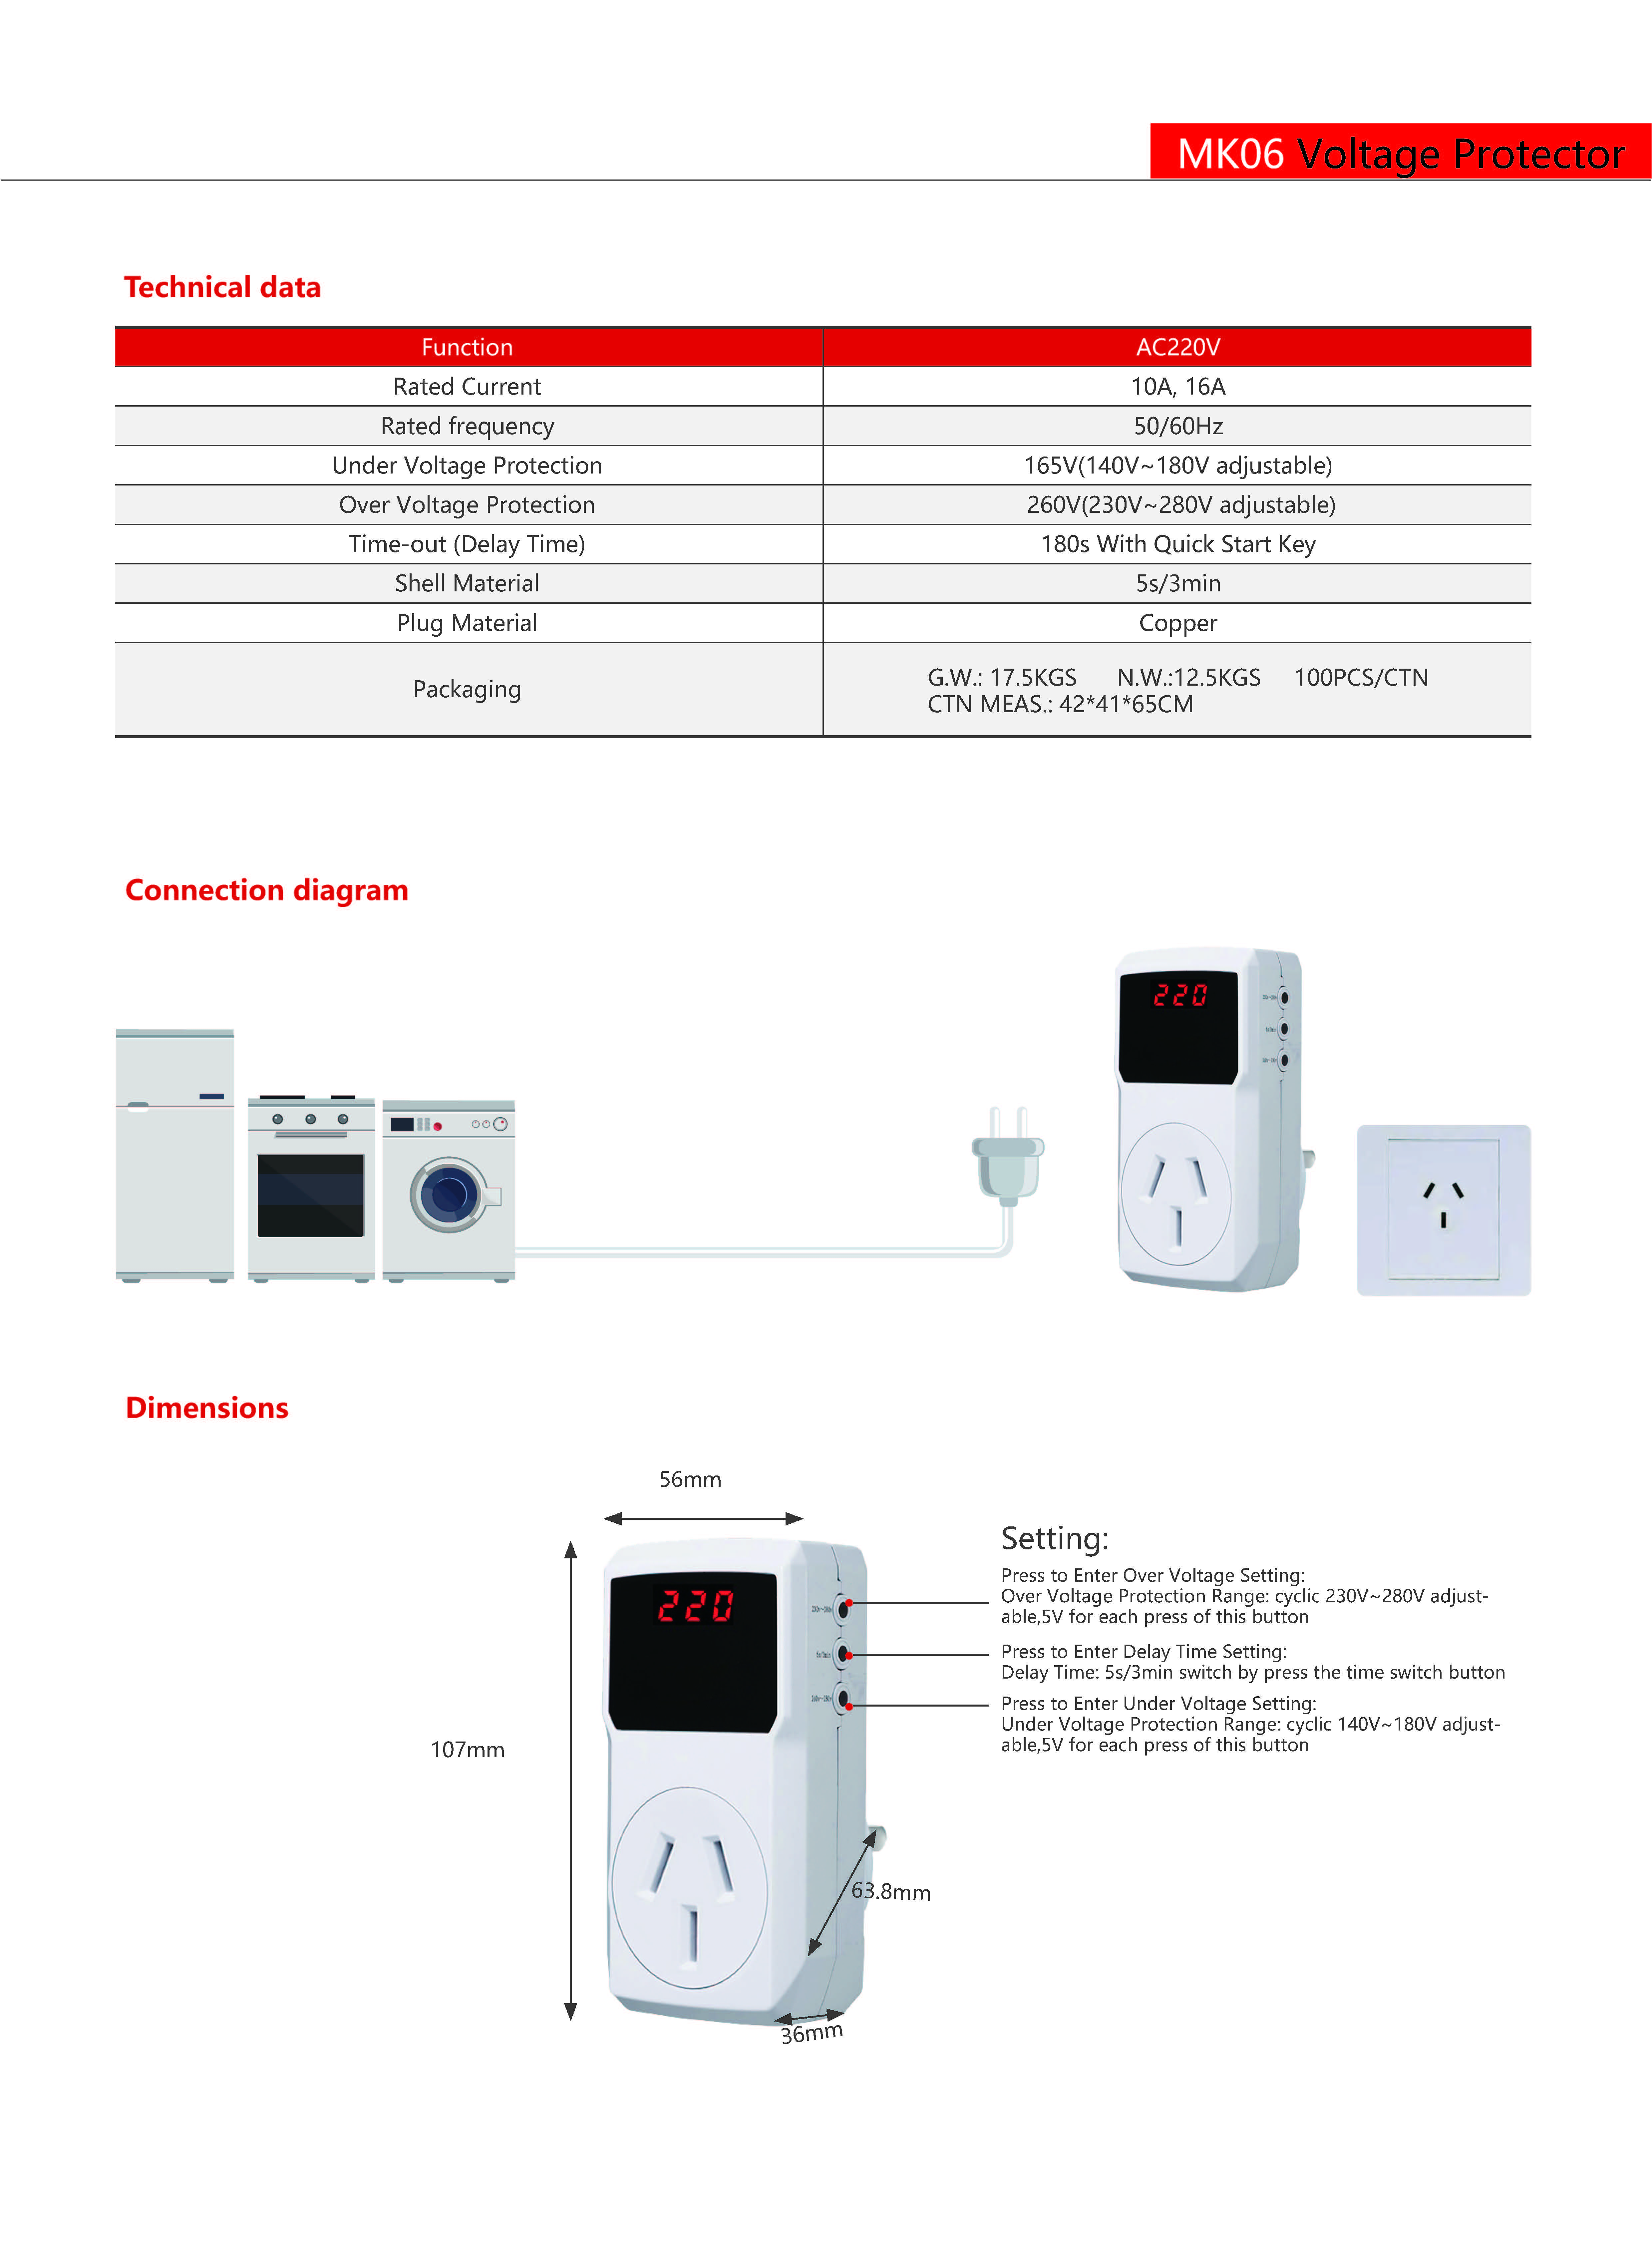 MK06 Voltage Protector
Technical data
Function AC220V
Rated Current 10A, 16A
Rated frequency 50/60Hz
Under Voltage Protection 165V(140V~180V adjustable)
Over Voltage Protection 260V(230V~280V adjustable)
Time-out (Delay Time) 180s With Quick Start Key
Shell Material 5s/3min
Plug Material Copper
Packaging G.W.: 17.5KGS N.W.:12.5KGS 100PCS/CTN
CTN MEAS.: 42*41*65CM
Connection diagram
220
Dimensions
56mm
220
107mm
63.8mm
36mm
Setting:
Press to Enter Over Voltage Setting:
Over Voltage Protection Range: cyclic 230V~280V adjust-
able,5V for each press of this button
Press to Enter Delay Time Setting:
Delay Time: 5s/3min switch by press the time switch button
Press to Enter Under Voltage Setting:
Under Voltage Protection Range: cyclic 140V~180V adjust-
able,5V for each press of this button